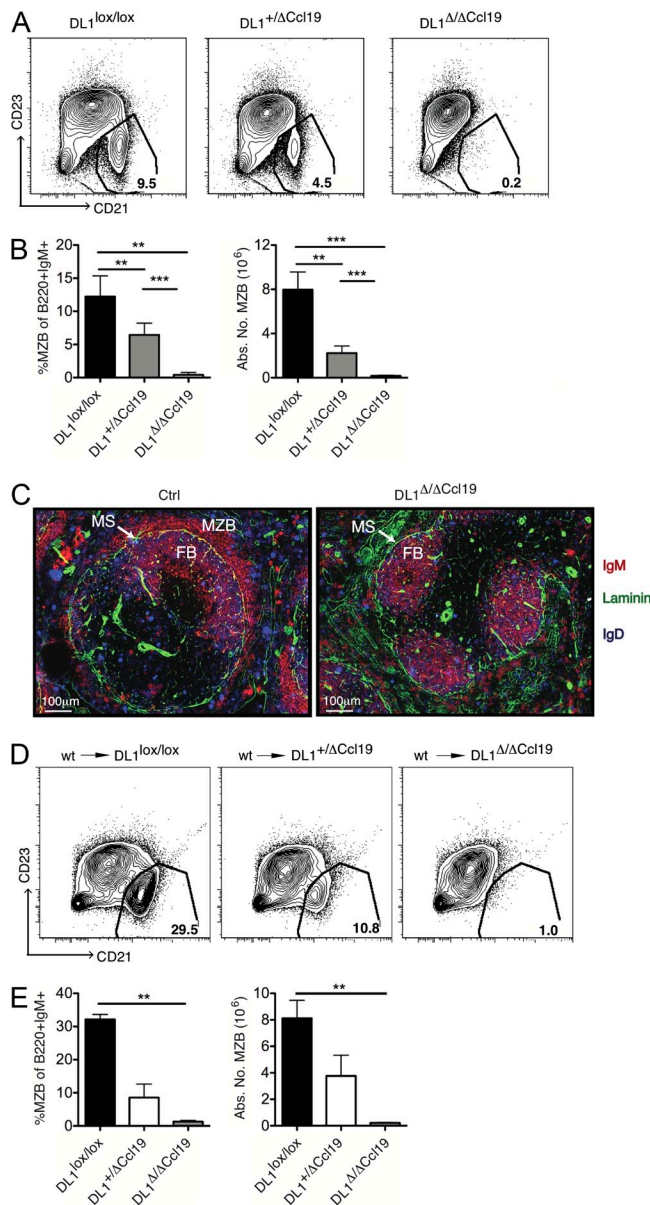 A
DL1lox/lox DL1+/ΔCcl19 DL1Δ/ΔCcl19
CD23
9.5 4.5 0.2
CD21
B
%MZB of B220+IgM+
20
15
10
5
0
** ** ***
DL1lox/lox DL1+/ΔCcl19 DL1Δ/ΔCcl19
Abs. No. MZB (10^6)
12
8
4
0
*** ** ***
DL1lox/lox DL1+/ΔCcl19 DL1Δ/ΔCcl19
C
Ctrl DL1Δ/ΔCcl19
MS MZB FB
MS FB
IgM
Laminin
IgD
100μm 100μm
D
wt → DL1lox/lox wt → DL1+/ΔCcl19 wt → DL1Δ/ΔCcl19
CD23
29.5 10.8 1.0
CD21
E
%MZB of B220+IgM+
40
30
20
10
0
**
DL1lox/lox DL1+/ΔCcl19 DL1Δ/ΔCcl19
Abs. No. MZB (10^6)
10
8
6
4
2
0
**
DL1lox/lox DL1+/ΔCcl19 DL1Δ/ΔCcl19